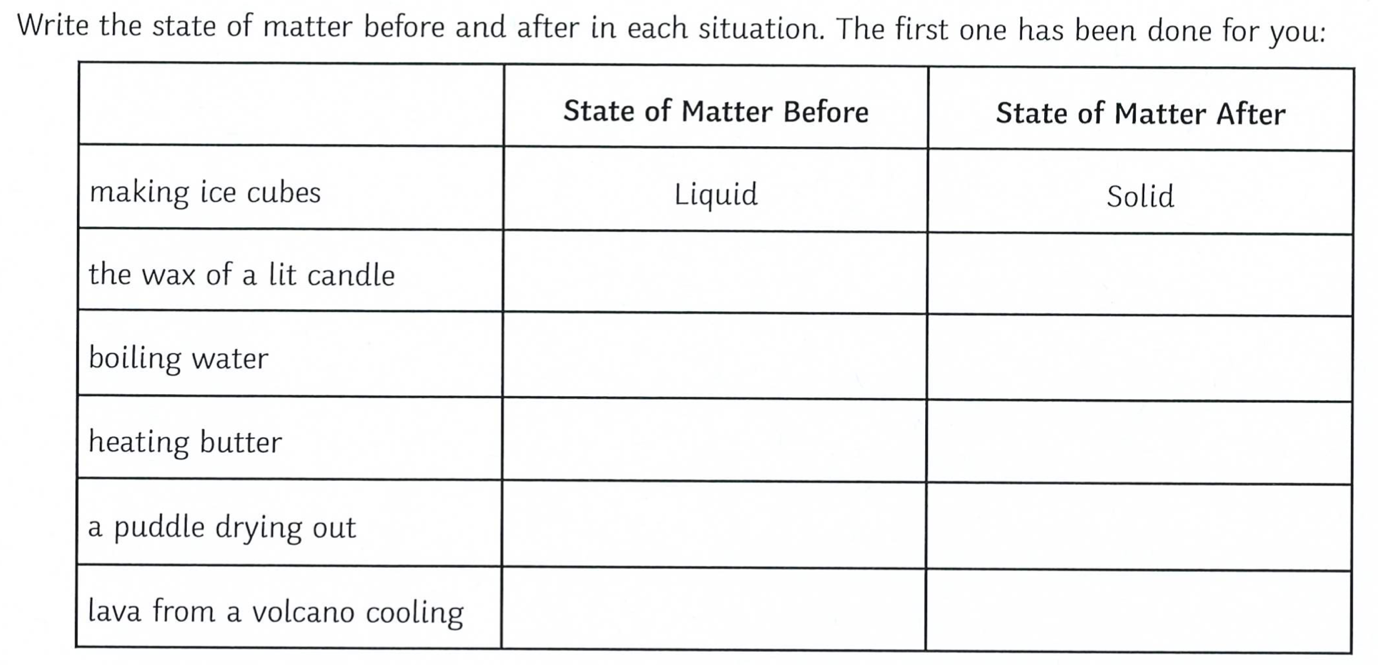 Write the state of matter before and after in each situation. The first one has been done for you:
State of Matter Before State of Matter After
making ice cubes Liquid Solid
the wax of a lit candle
boiling water
heating butter
a puddle drying out
lava from a volcano cooling